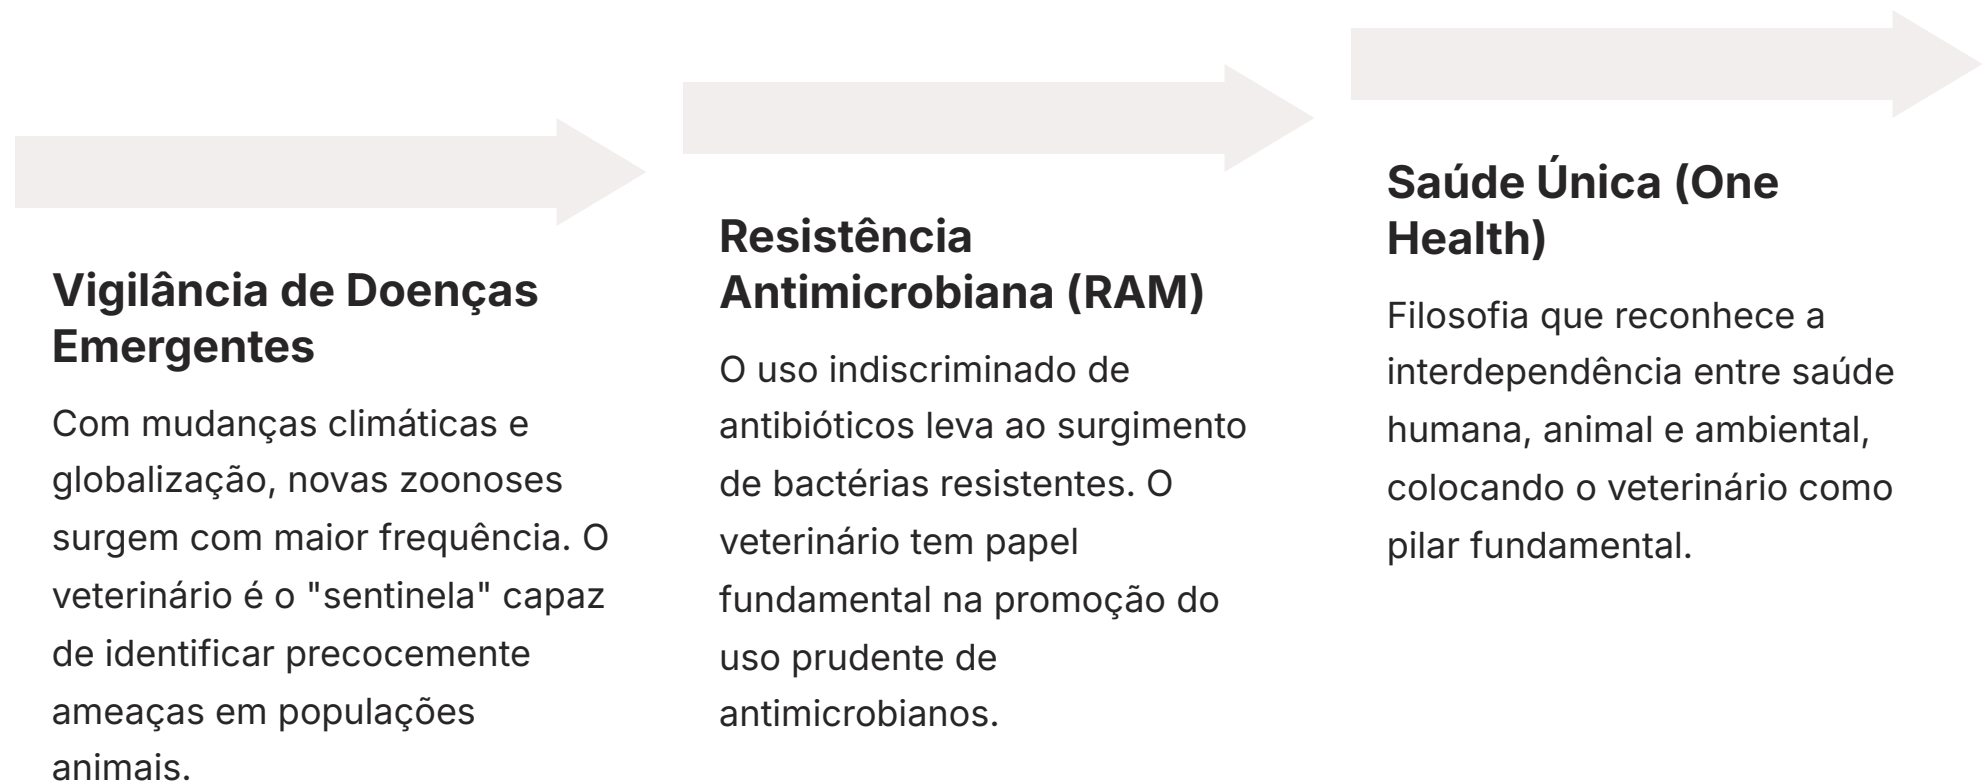 Vigilância de Doenças
Emergentes
Com mudanças climáticas e
globalização, novas zoonoses
surgem com maior frequência. O
veterinário é o "sentinela" capaz
de identificar precocemente
ameaças em populações
animais.
Resistência
Antimicrobiana (RAM)
O uso indiscriminado de
antibióticos leva ao surgimento
de bactérias resistentes. O
veterinário tem papel
fundamental na promoção do
uso prudente de
antimicrobianos.
Saúde Única (One
Health)
Filosofia que reconhece a
interdependência entre saúde
humana, animal e ambiental,
colocando o veterinário como
pilar fundamental.